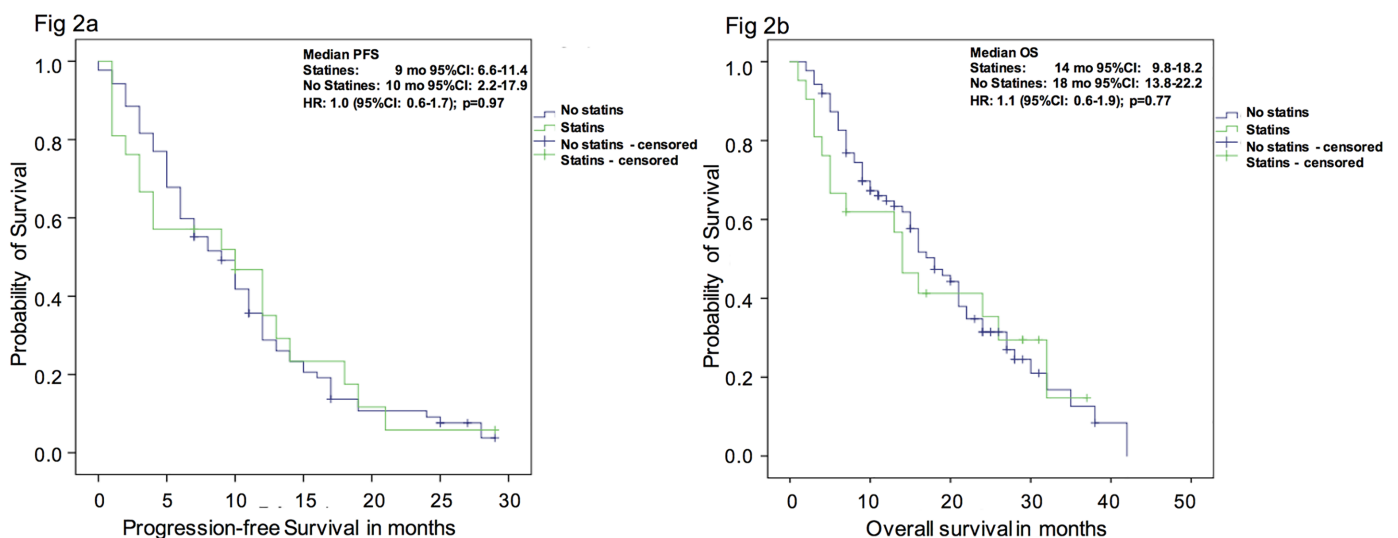 Fig 2a
Median PFS
Statines: 9 mo 95%CI: 6.6-11.4
No Statines: 10 mo 95%CI: 2.2-17.9
HR: 1.0 (95%CI: 0.6-1.7); p=0.97
No statins
Statins
No statins - censored
Statins - censored
Probability of Survival
1.0
0.8
0.6
0.4
0.2
0.0
0 5 10 15 20 25 30
Progression-free Survival in months
Fig 2b
Median OS
Statines: 14 mo 95%CI: 9.8-18.2
No Statines: 18 mo 95%CI: 13.8-22.2
HR: 1.1 (95%CI: 0.6-1.9); p=0.77
No statins
Statins
No statins - censored
Statins - censored
Probability of Survival
1.0
0.8
0.6
0.4
0.2
0.0
0 10 20 30 40 50
Overall survival in months